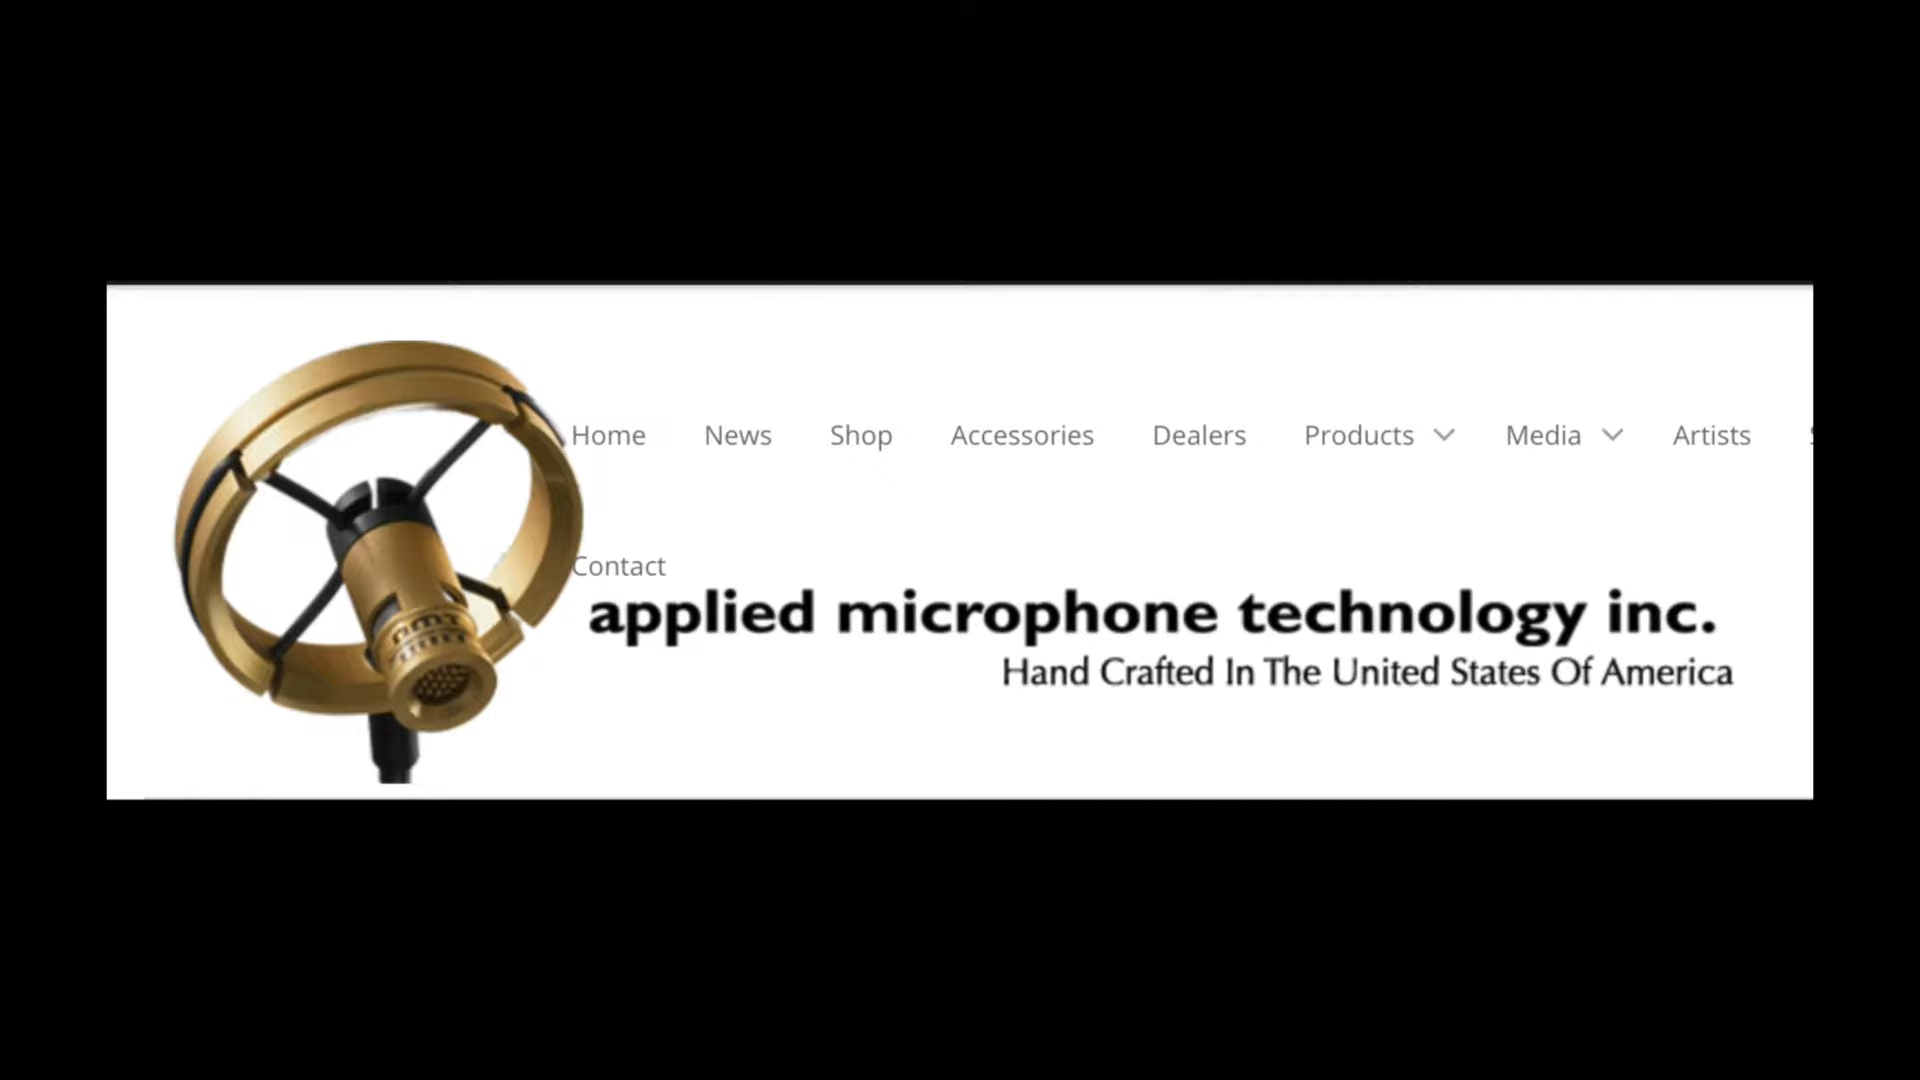 Home News Shop Accessories Dealers Products Media Artists
Contact
applied microphone technology inc.
Hand Crafted In The United States Of America
AMT